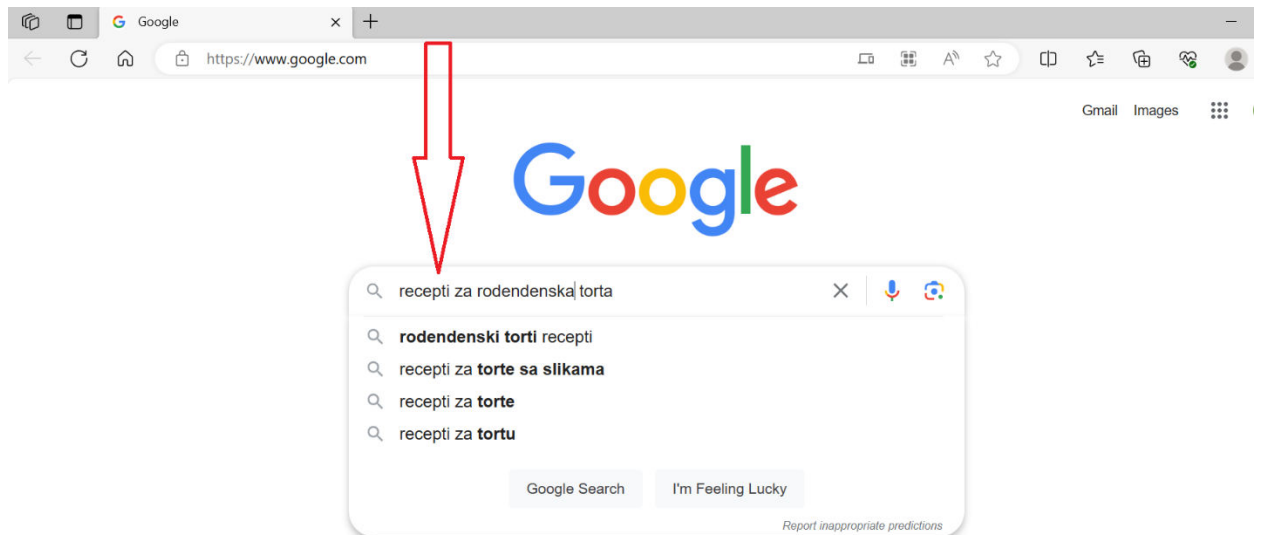 Google
https://www.google.com
Gmail Images
Google
recepti za rodendenska torta
rodendenski torti recepti
recepti za torte sa slikama
recepti za torte
recepti za tortu
Google Search I'm Feeling Lucky
Report inappropriate predictions